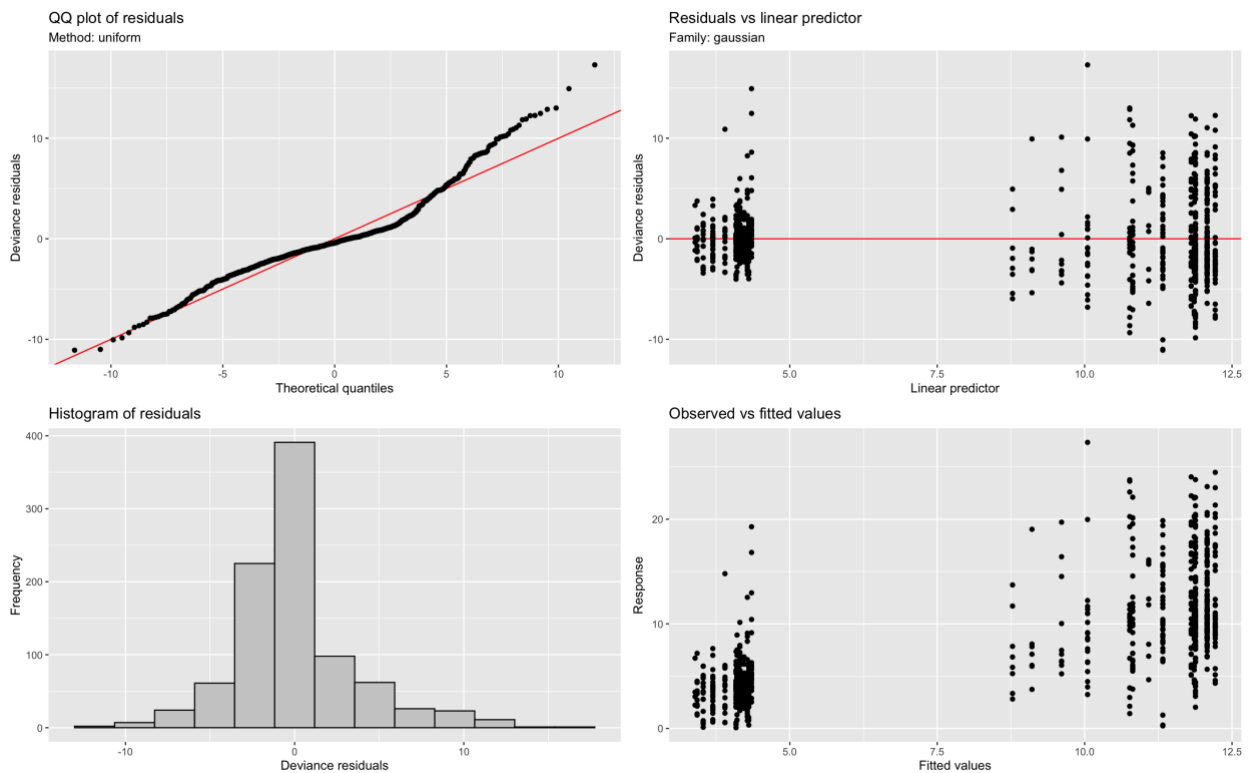 QQ plot of residuals
Method: uniform
10
0
-10
-10
-5
0
5
10
Deviance residuals
Theoretical quantiles
Residuals vs linear predictor
Family: gaussian
10
0
-10
5.0
7.5
10.0
12.5
Deviance residuals
Linear predictor
Histogram of residuals
400
300
200
100
0
-10
0
10
Frequency
Deviance residuals
Observed vs fitted values
20
10
0
5.0
7.5
10.0
12.5
Response
Fitted values